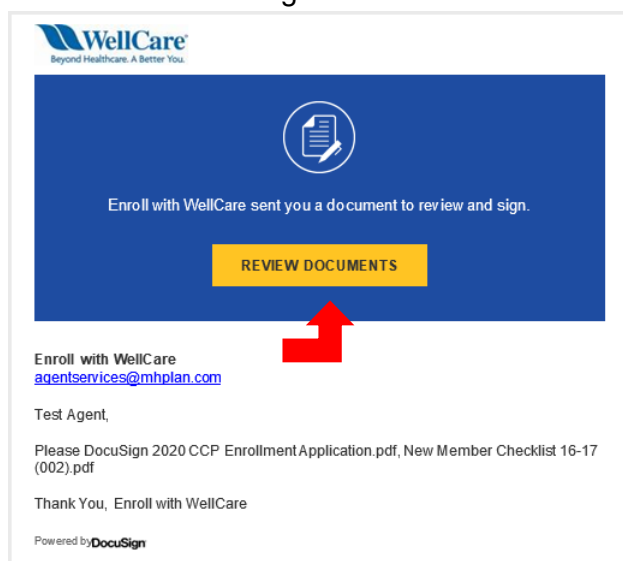 WellCare
Beyond Healthcare. A Better You.
Enroll with WellCare sent you a document to review and sign.
REVIEW DOCUMENTS
Enroll with WellCare
agentservices@mhplan.com
Test Agent,
Please DocuSign 2020 CCP Enrollment Application.pdf, New Member Checklist 16-17
(002).pdf
Thank You, Enroll with WellCare
Powered by DocuSign